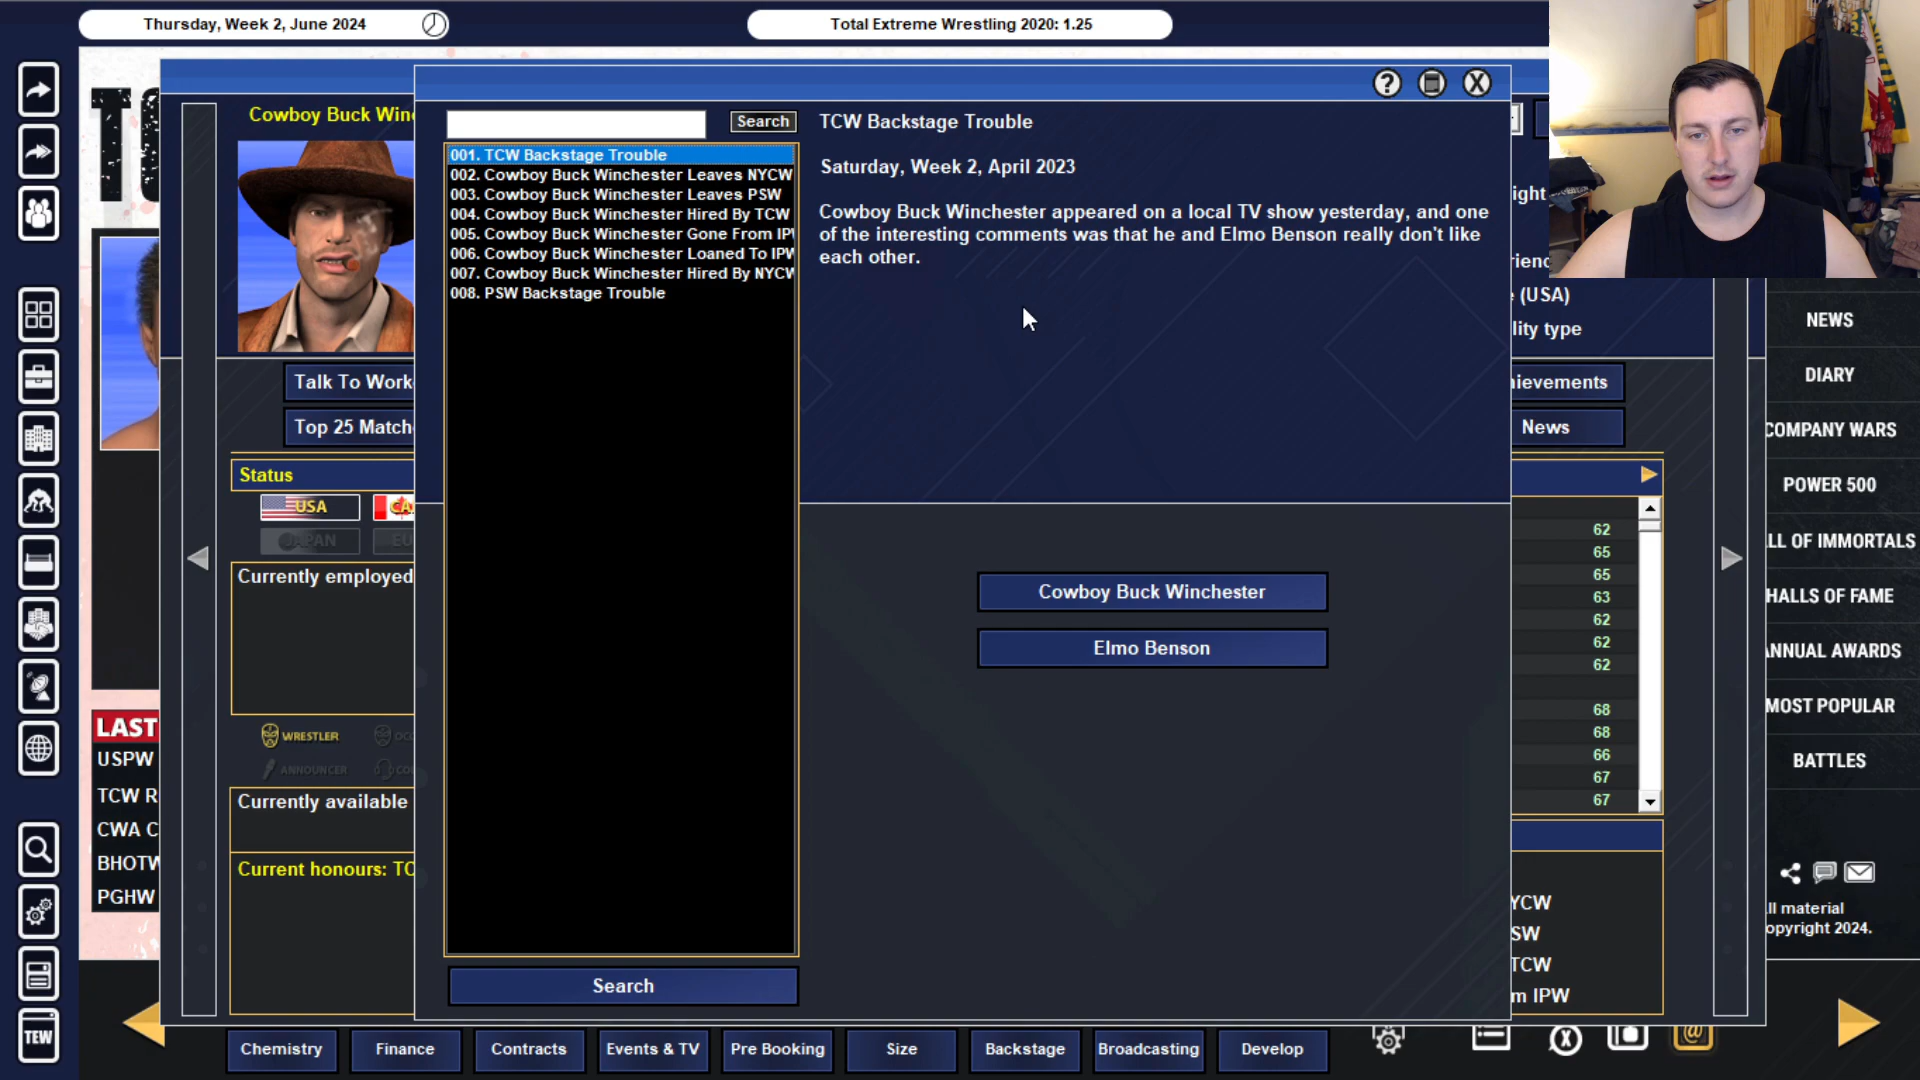 Thursday, Week 2, June 2024
Total Extreme Wrestling 2020: 1.25
Cowboy Buck Win
Search
001. TCW Backstage Trouble
002. Cowboy Buck Winchester Leaves NYCW
003. Cowboy Buck Winchester Leaves PSW
004. Cowboy Buck Winchester Hired By TCW
005. Cowboy Buck Winchester Gone From IPW
006. Cowboy Buck Winchester Loaned To IPW
007. Cowboy Buck Winchester Hired By NYCW
008. PSW Backstage Trouble
Search
TCW Backstage Trouble
Saturday, Week 2, April 2023
Cowboy Buck Winchester appeared on a local TV show yesterday, and one
of the interesting comments was that he and Elmo Benson really don't like
each other.
Cowboy Buck Winchester
Elmo Benson
Talk To Work
Top 25 Match
Status
USA
CA
JAPAN
EU
Currently employed
WRESTLER
OC
ANNOUNCER
CO
Currently available
Current honours: TC
LAST
USPW
TCW R
CWA C
BHOTW
PGHW
TEW
ight
rienc
(USA)
lity type
ievements
News
62
65
65
63
62
62
62
68
68
66
67
67
YCW
SW
TCW
m IPW
NEWS
DIARY
COMPANY WARS
POWER 500
LL OF IMMORTALS
HALLS OF FAME
ANNUAL AWARDS
MOST POPULAR
BATTLES
ll material
opyright 2024.
Chemistry
Finance
Contracts
Events & TV
Pre Booking
Size
Backstage
Broadcasting
Develop